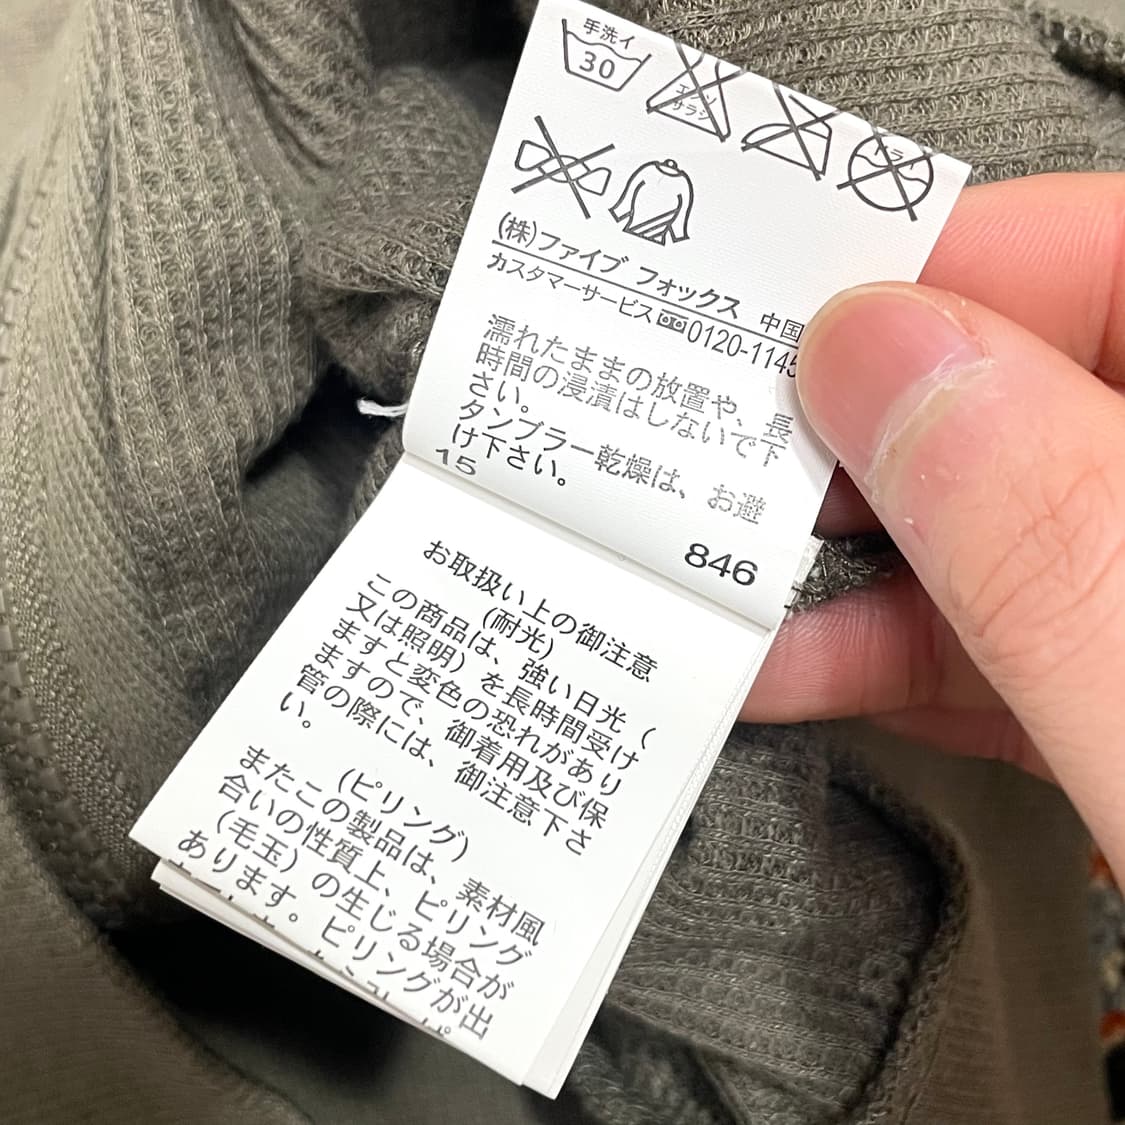 手洗イ
30
エンソ
サラシ
ドライ
(株)ファイブ フォックス 中国
カスタマーサービス 0120-1145
濡れたままの放置や、長
時間の浸漬はしないで下
さい。
タンブラー乾燥は、お避
け下さい。
15
846
お取扱い上の御注意
(耐光)
この商品は、強い日光(
又は照明)を長時間受け
ますと変色の恐れがあり
ますので、御着用及び保
管の際には、御注意下さ
い。
(ピリング)
またこの製品は、素材風
合いの性質上、ピリング
(毛玉)の生じる場合が
あります。ピリングが出